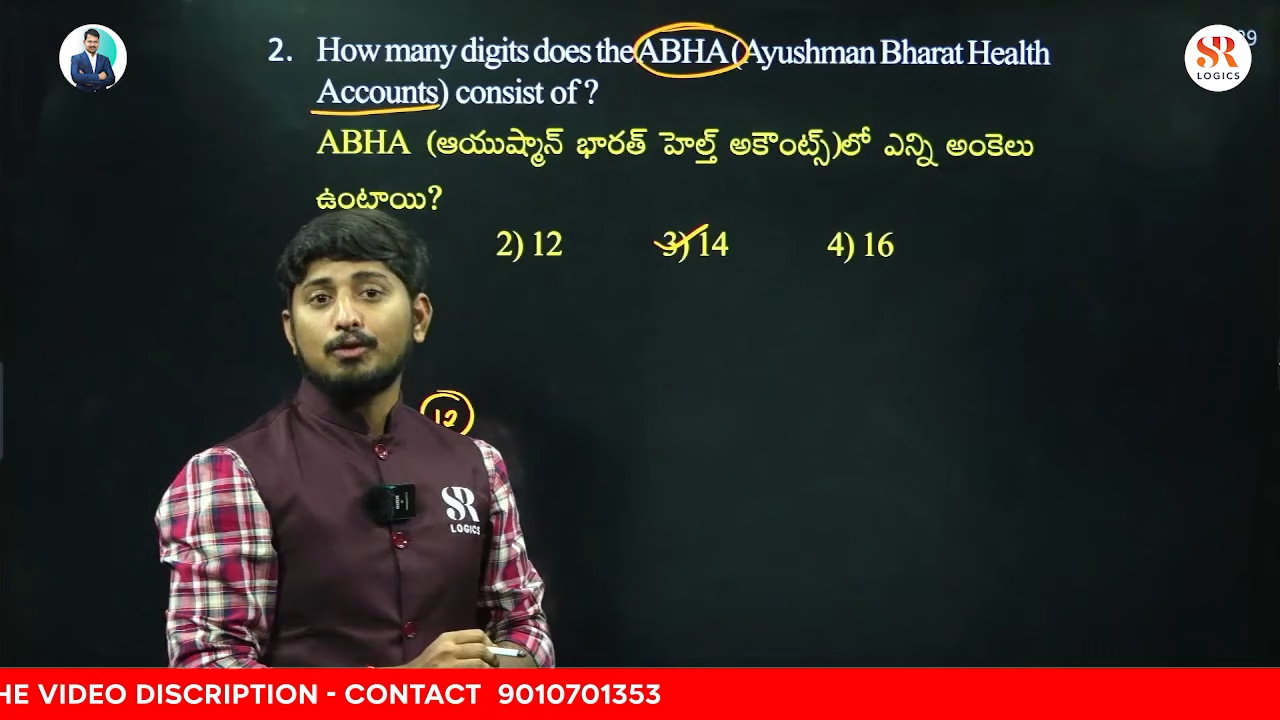 2. How many digits does the ABHA (Ayushman Bharat Health
Accounts) consist of ?
ABHA (ఆయుష్మాన్ భారత్ హెల్త్ అకౌంట్స్)లో ఎన్ని అంకెలు
ఉంటాయి?
2) 12 3) 14 4) 16
12
SR
LOGICS
SR
LOGICS
HE VIDEO DISCRIPTION - CONTACT 9010701353